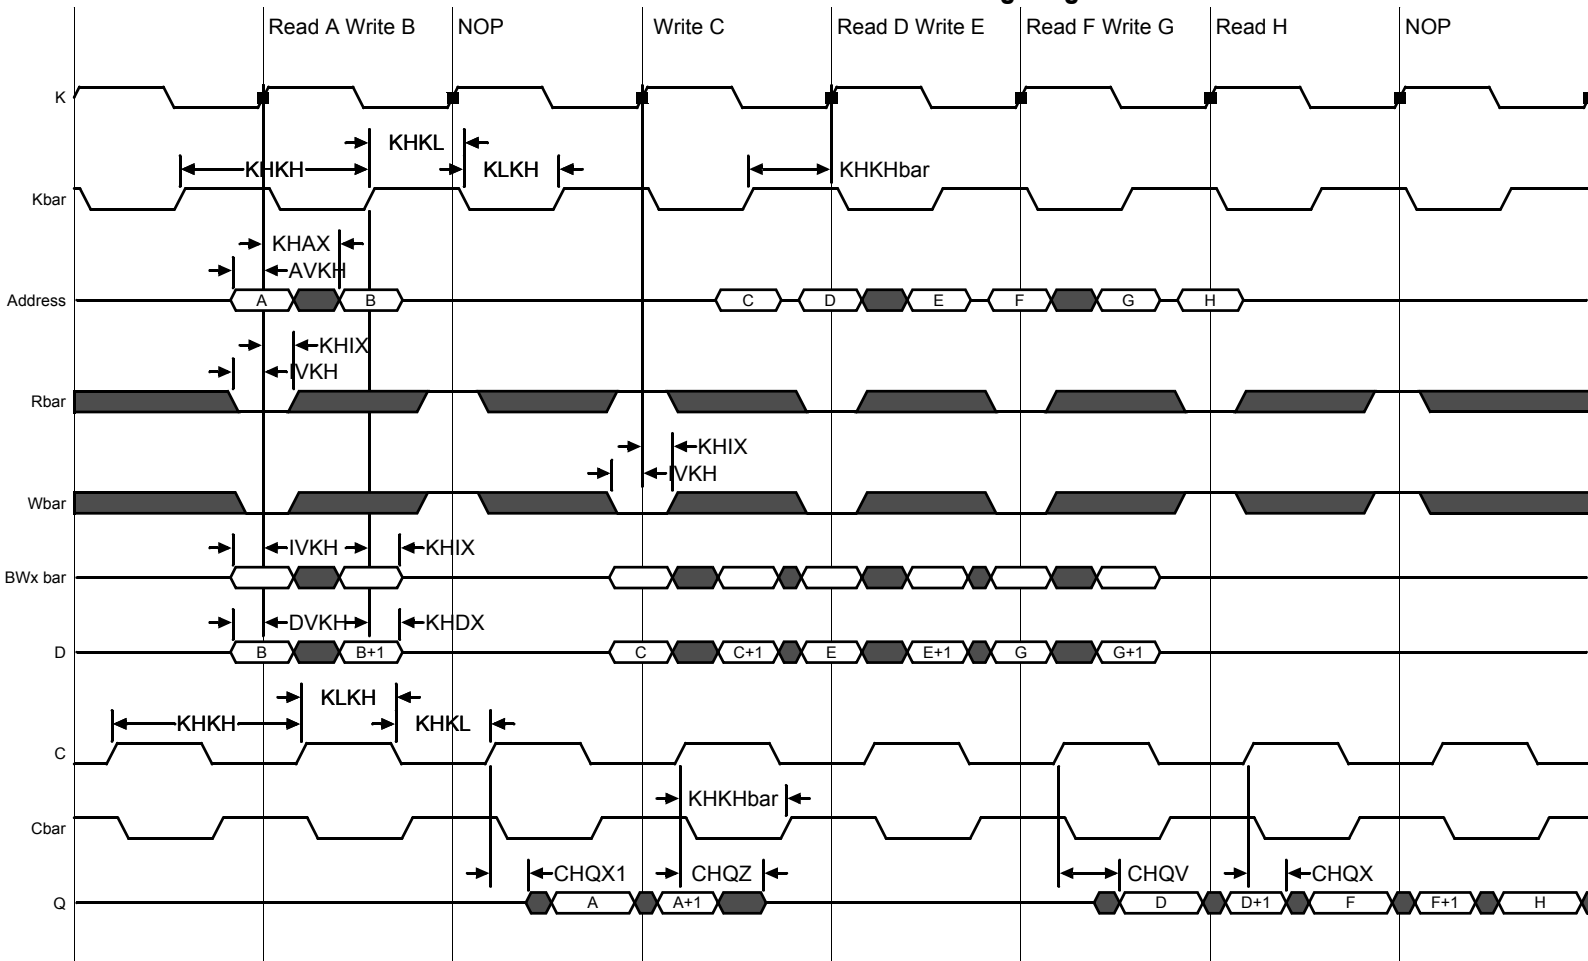 Read A Write B NOP Write C Read D Write E Read F Write G Read H NOP
K
KHKL
KHKH KLKH KHKHbar
Kbar
KHAX
AVKH
Address A B C D E F G H
KHIX
IVKH
Rbar
KHIX
IVKH
Wbar
IVKH KHIX
BWx bar
DVKH KHDX
D B B+1 C C+1 E E+1 G G+1
KLKH
KHKH KHKL
C
KHKHbar
Cbar
CHQX1 CHQZ CHQV CHQX
Q A A+1 D D+1 F F+1 H